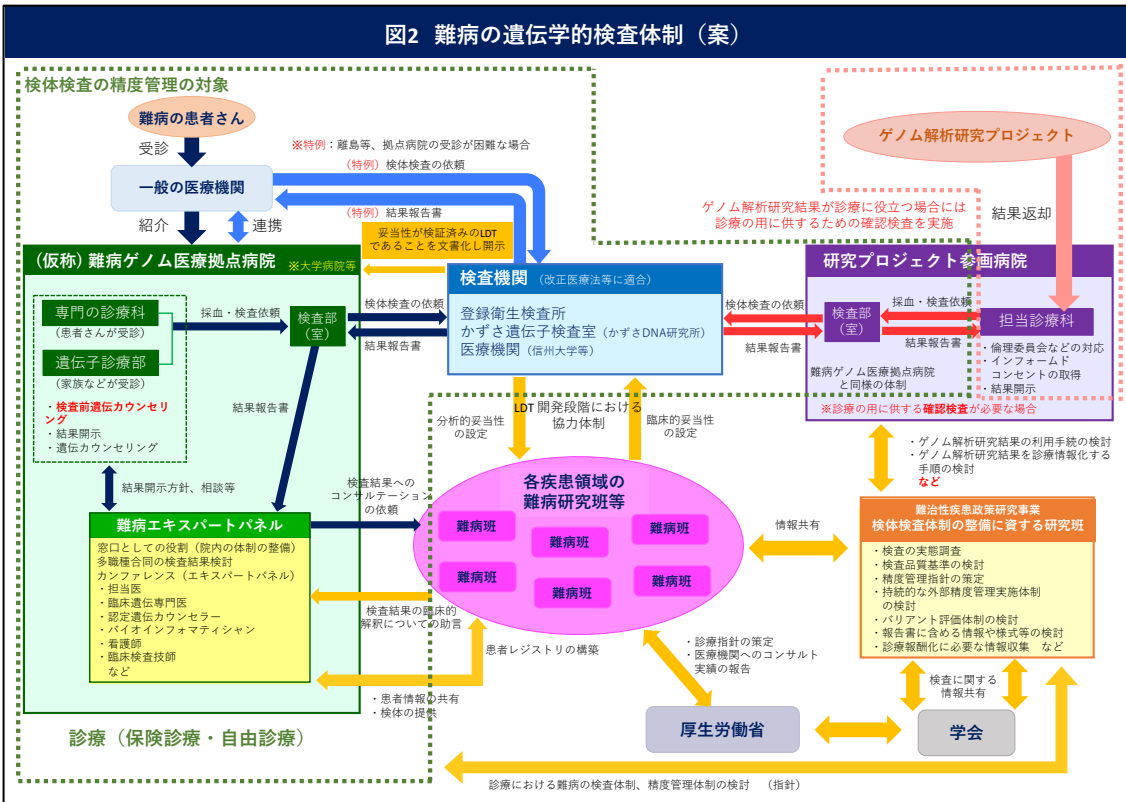 図2 難病の遺伝学的検査体制（案）
検体検査の精度管理の対象
難病の患者さん
受診
※特例：離島等、拠点病院の受診が困難な場合
（特例）検体検査の依頼
一般の医療機関
（特例）結果報告書
紹介
連携
妥当性が検証済みのLDT
であることを文書化し開示
ゲノム解析研究プロジェクト
結果返却
ゲノム解析研究結果が診療に役立つ場合には
診療の用に供するための確認検査を実施
(仮称) 難病ゲノム医療拠点病院
※大学病院等
専門の診療科
(患者さんが受診)
遺伝子診療部
(家族などが受診)
・検査前遺伝カウンセリ
ング
・結果開示
・遺伝カウンセリング
採血・検査依頼
検査部
（室）
検体検査の依頼
結果報告書
検査機関（改正医療法等に適合）
登録衛生検査所
かずさ遺伝子検査室（かずさDNA研究所）
医療機関（信州大学等）
検体検査の依頼
結果報告書
研究プロジェクト参画病院
検査部
（室）
採血・検査依頼
結果報告書
担当診療科
・倫理委員会などの対応
・インフォームド
コンセントの取得
・結果開示
難病ゲノム医療拠点病院
と同様の体制
※診療の用に供する確認検査が必要な場合
結果報告書
分析的妥当性
の設定
LDT 開発段階における
協力体制
臨床的妥当性
の設定
・ゲノム解析研究結果の利用手続の検討
・ゲノム解析研究結果を診療情報化する
手順の検討
など
結果開示方針、相談等
検査結果への
コンサルテーション
の依頼
難病エキスパートパネル
窓口としての役割（院内の体制の整備）
多職種合同の検査結果検討
カンファレンス（エキスパートパネル）
・担当医
・臨床遺伝専門医
・認定遺伝カウンセラー
・バイオインフォマティシャン
・看護師
・臨床検査技師
など
各疾患領域の
難病研究班等
難病班
難病班
難病班
難病班
難病班
難病班
情報共有
難治性疾患政策研究事業
検体検査体制の整備に資する研究班
・検査の実態調査
・検査品質基準の検討
・精度管理指針の策定
・持続的な外部精度管理実施体制
の検討
・バリアント評価体制の検討
・報告書に含める情報や様式等の検討
・診療報酬化に必要な情報収集 など
検査結果の臨床的
解釈についての助言
患者レジストリの構築
・患者情報の共有
・検体の提供
・診療指針の策定
・医療機関へのコンサルト
実績の報告
検査に関する
情報共有
厚生労働省
学会
診療（保険診療・自由診療）
診療における難病の検査体制、精度管理体制の検討 （指針）